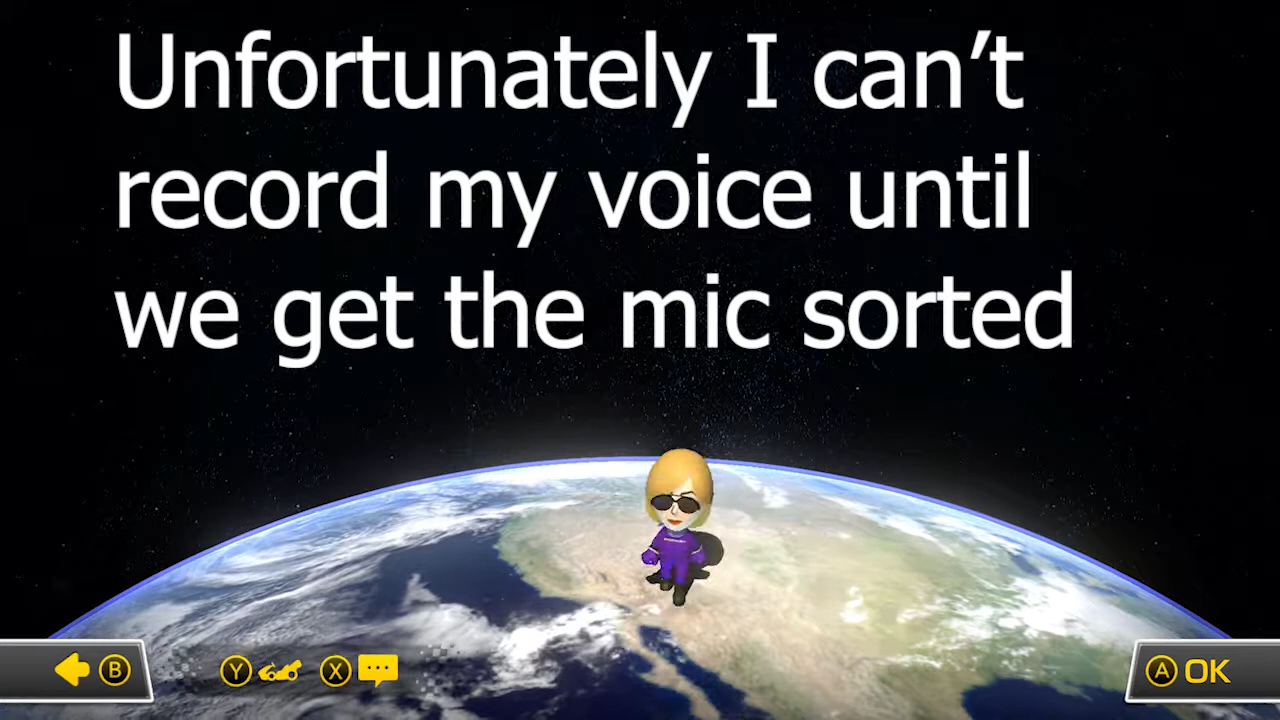 Unfortunately I can’t
record my voice until
we get the mic sorted
B
Y
X
A OK